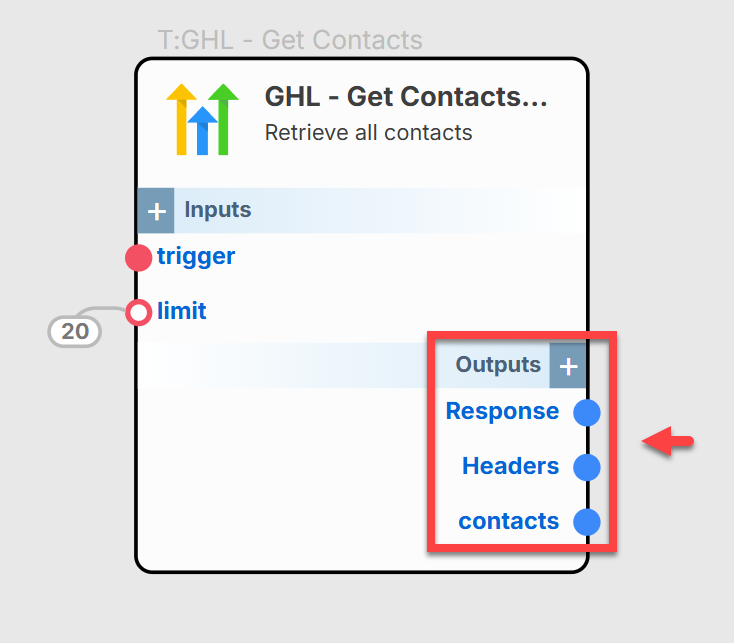 T:GHL - Get Contacts
GHL - Get Contacts...
Retrieve all contacts
+ Inputs
trigger
limit
20
Outputs +
Response
Headers
contacts